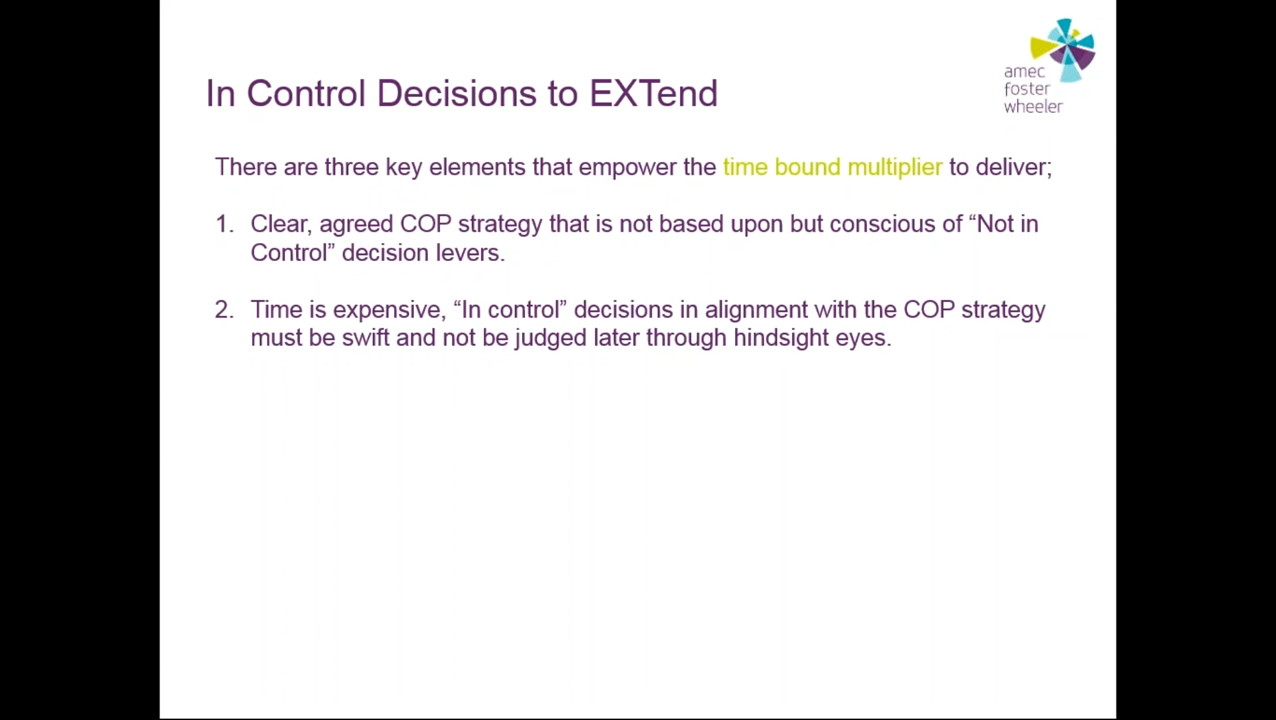 amec
foster
wheeler
In Control Decisions to EXTend
There are three key elements that empower the time bound multiplier to deliver;
1. Clear, agreed COP strategy that is not based upon but conscious of “Not in
Control” decision levers.
2. Time is expensive, “In control” decisions in alignment with the COP strategy
must be swift and not be judged later through hindsight eyes.